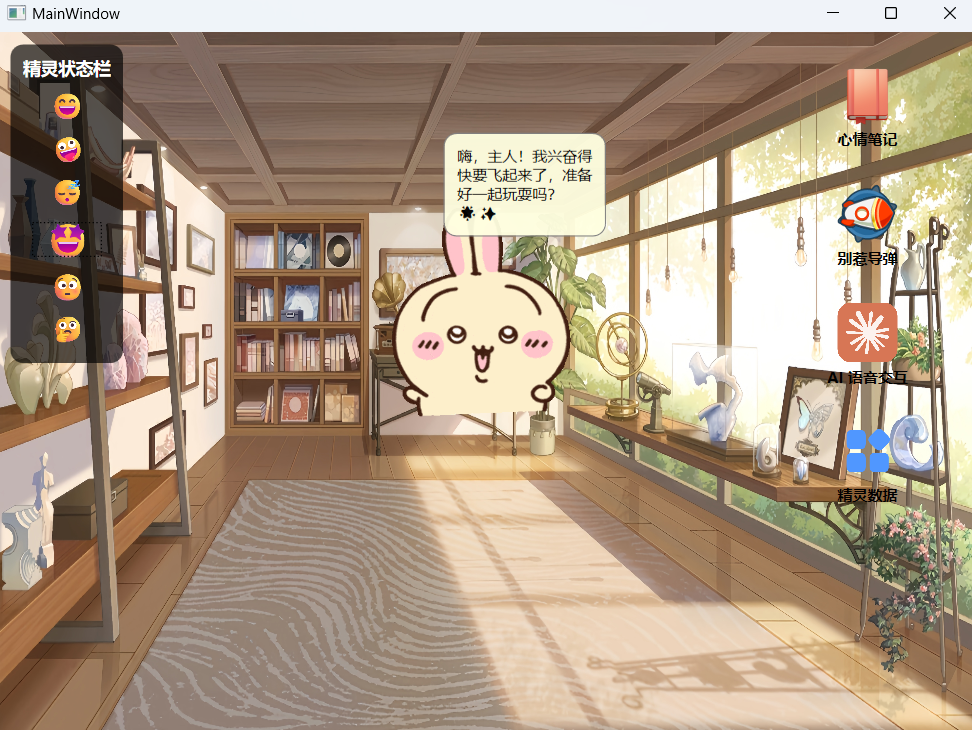 MainWindow
精灵状态栏
嗨，主人！我兴奋得
快要飞起来了，准备
好一起玩耍吗？
心情笔记
别惹导弹
AI 语音交互
精灵数据